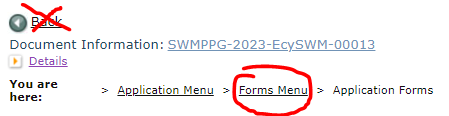 Back
Document Information: SWMPPG-2023-EcySWM-00013
Details
You are here: > Application Menu > Forms Menu > Application Forms